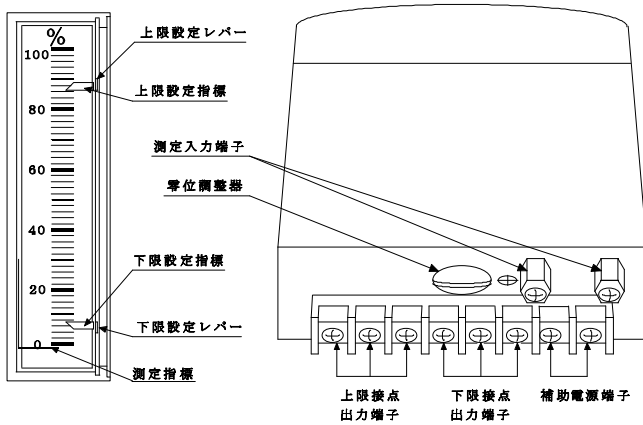 %
100
80
60
40
20
0
上限設定レバー
上限設定指標
下限設定指標
下限設定レバー
測定指標
測定入力端子
零位調整器
上限接点
出力端子
下限接点
出力端子
補助電源端子